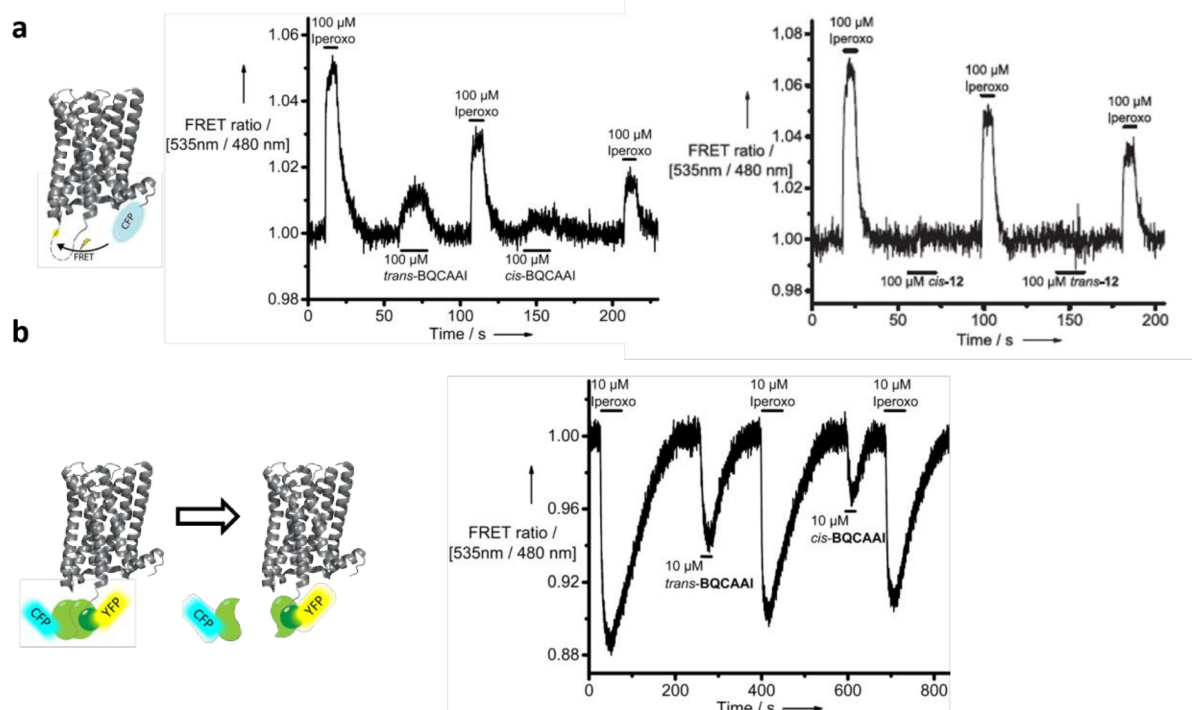 a
CFP
FRET
FRET ratio /
[535nm / 480 nm]
1.06
1.04
1.02
1.00
0.98
100 µM
Iperoxo
100 µM
Iperoxo
100 µM
Iperoxo
100 µM
trans-BQCAAI
100 µM
cis-BQCAAI
0 50 100 150 200
Time / s
FRET ratio /
[535nm / 480 nm]
1,08
1.06
1.04
1.02
1.00
0.98
100 µM
Iperoxo
100 µM
Iperoxo
100 µM
Iperoxo
100 µM cis-12
100 µM trans-12
0 50 100 150 200
Time / s
b
CFP
YFP
CFP
YFP
FRET ratio /
[535nm / 480 nm]
1.00
0.96
0.92
0.88
10 µM
Iperoxo
10 µM
Iperoxo
10 µM
Iperoxo
10 µM
trans-BQCAAI
10 µM
cis-BQCAAI
0 200 400 600 800
Time / s